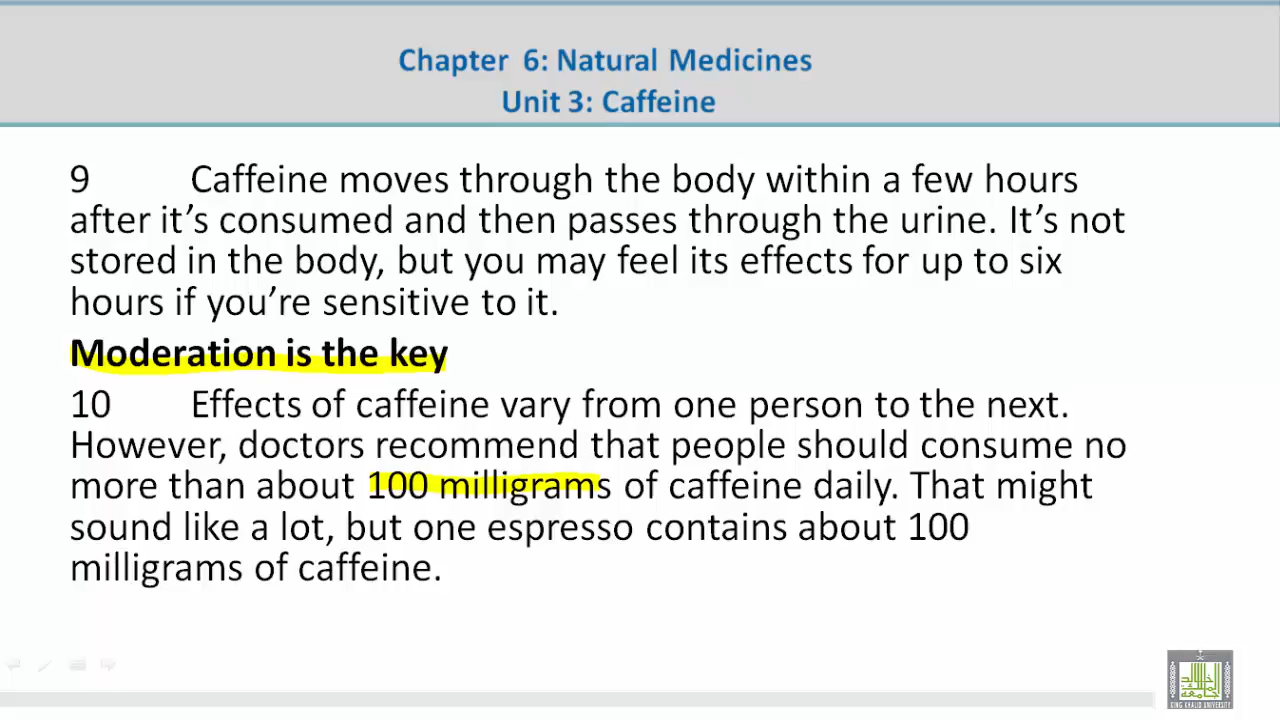 Chapter 6: Natural Medicines
Unit 3: Caffeine
9 Caffeine moves through the body within a few hours
after it’s consumed and then passes through the urine. It’s not
stored in the body, but you may feel its effects for up to six
hours if you’re sensitive to it.
Moderation is the key
10 Effects of caffeine vary from one person to the next.
However, doctors recommend that people should consume no
more than about 100 milligrams of caffeine daily. That might
sound like a lot, but one espresso contains about 100
milligrams of caffeine.
KING KHALID UNIVERSITY